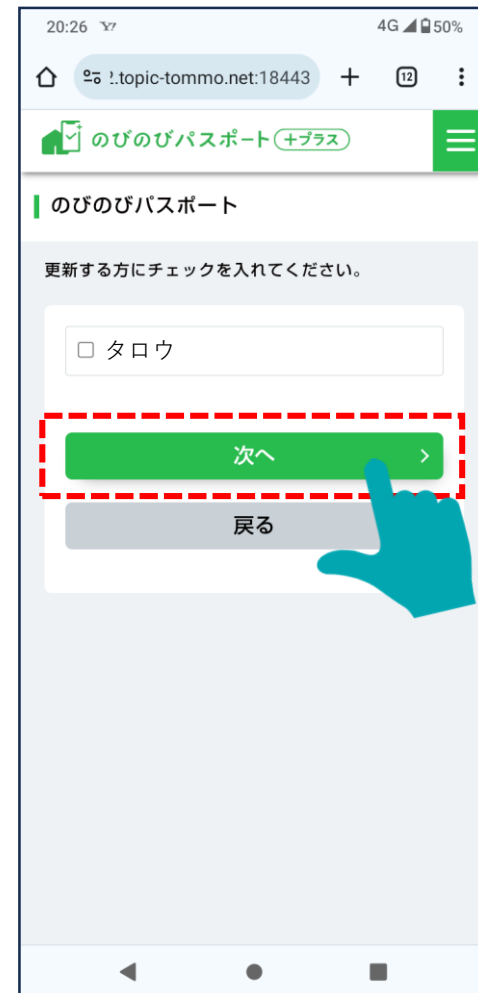 20:26 4G 50%
2.topic-tommo.net:18443 12
のびのびパスポート +プラス
のびのびパスポート
更新する方にチェックを入れてください。
タロウ
次へ
戻る